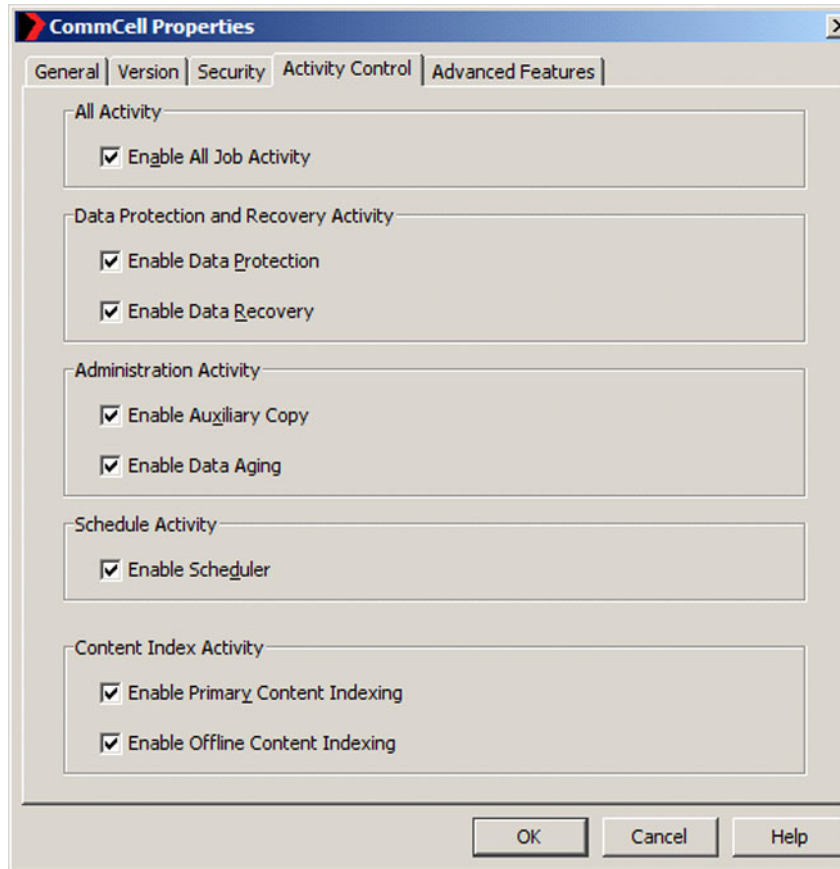 CommCell Properties
General Version Security Activity Control Advanced Features
All Activity
Enable All Job Activity
Data Protection and Recovery Activity
Enable Data Protection
Enable Data Recovery
Administration Activity
Enable Auxiliary Copy
Enable Data Aging
Schedule Activity
Enable Scheduler
Content Index Activity
Enable Primary Content Indexing
Enable Offline Content Indexing
OK Cancel Help